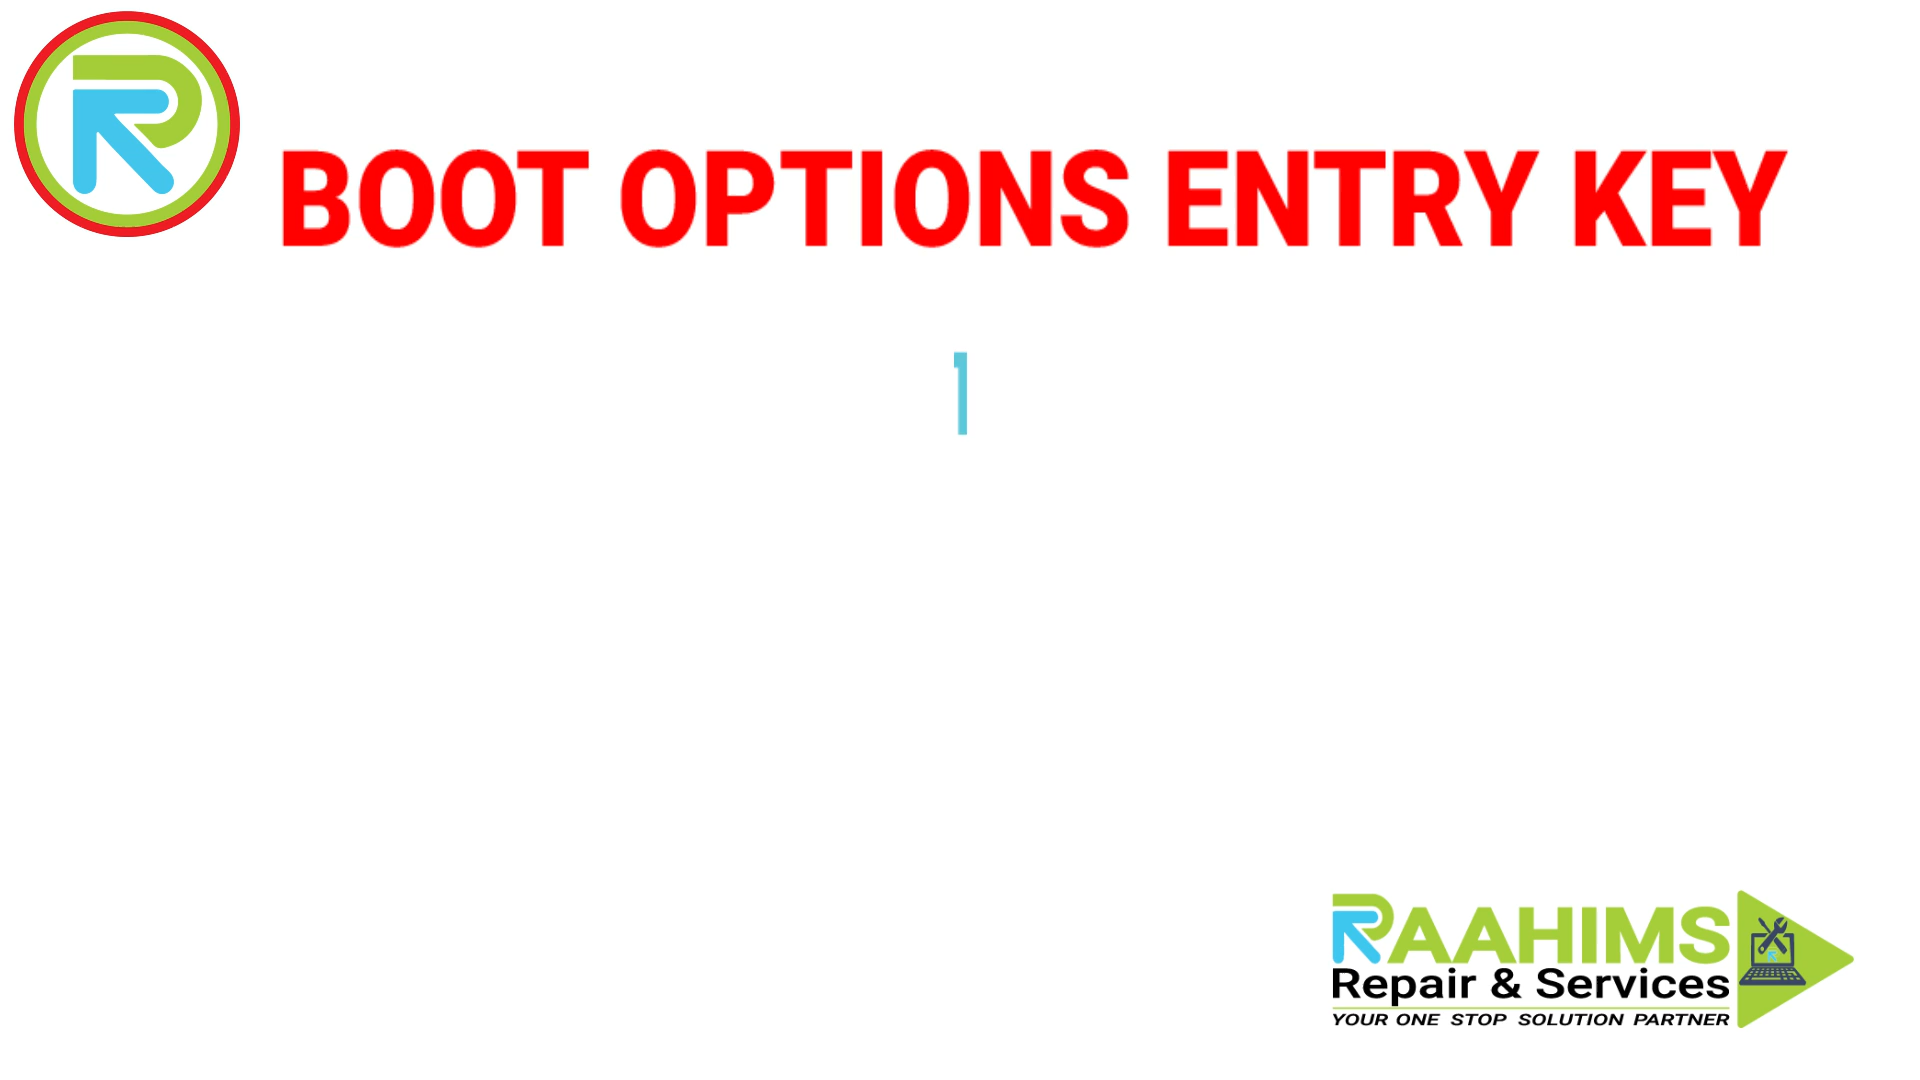 BOOT OPTIONS ENTRY KEY
1
RAAHIMS
Repair & Services
YOUR ONE STOP SOLUTION PARTNER